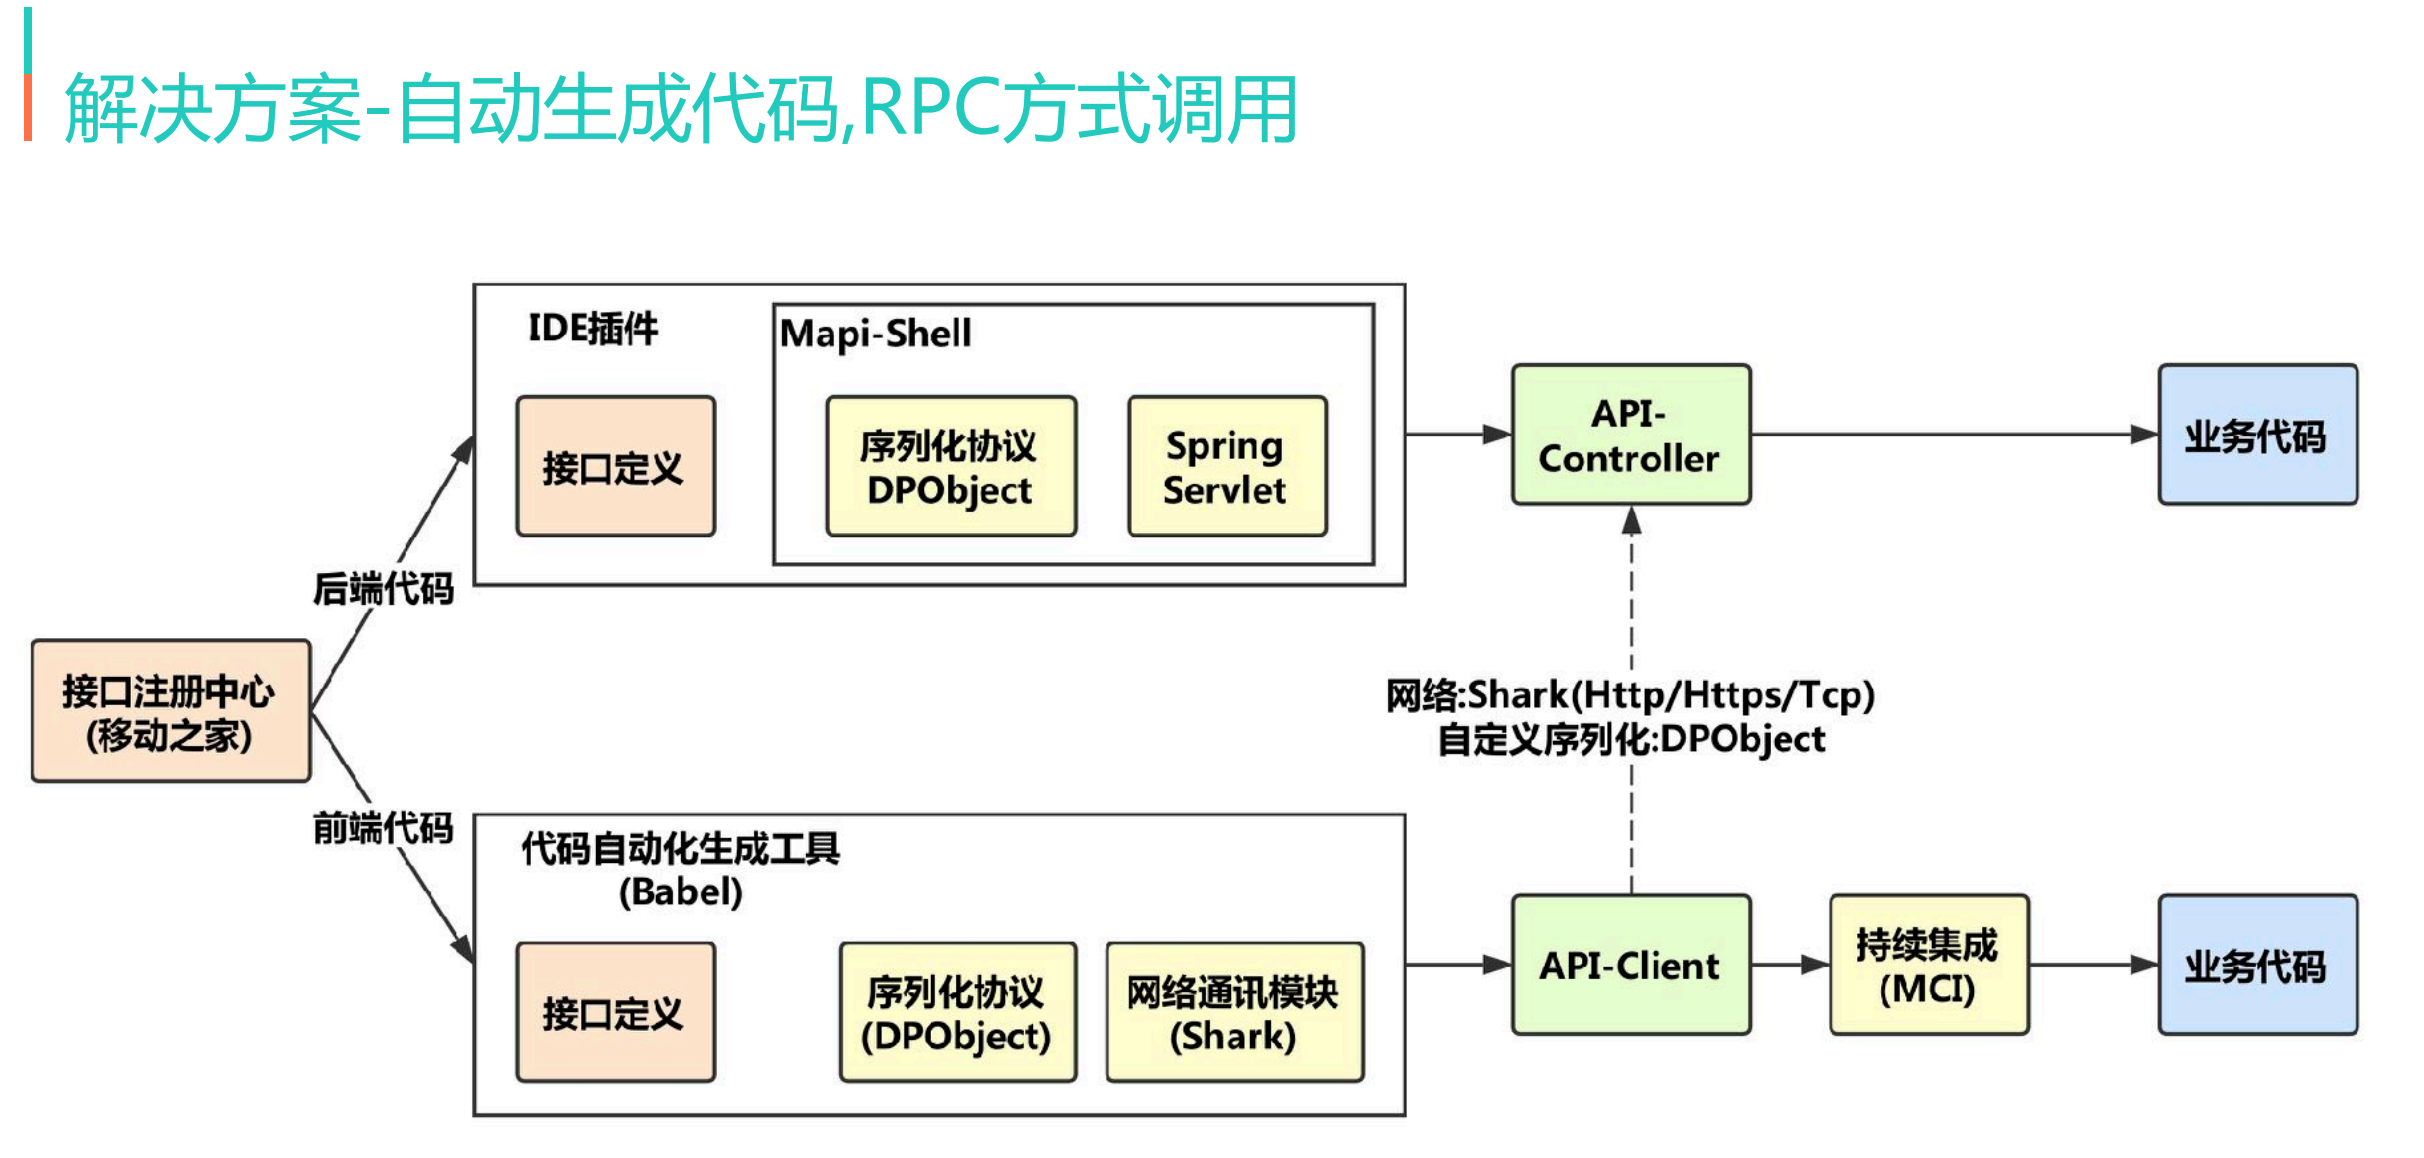 解决方案-自动生成代码,RPC方式调用
IDE插件
Mapi-Shell
接口定义
序列化协议
DPObject
Spring
Servlet
API-
Controller
业务代码
后端代码
接口注册中心
(移动之家)
前端代码
网络:Shark(Http/Https/Tcp)
自定义序列化:DPObject
代码自动化生成工具
(Babel)
接口定义
序列化协议
(DPObject)
网络通讯模块
(Shark)
API-Client
持续集成
(MCI)
业务代码